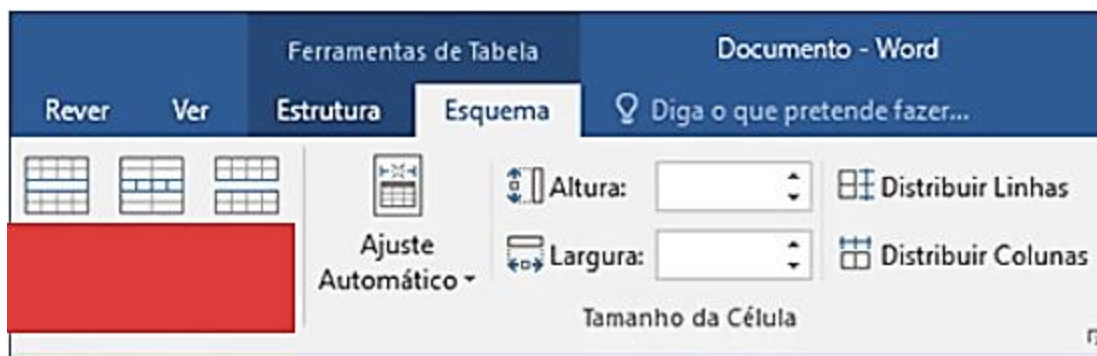 Ferramentas de Tabela Documento - Word
Rever Ver Estrutura Esquema Diga o que pretende fazer...
Ajuste
Automático
Altura:
Largura:
Distribuir Linhas
Distribuir Colunas
Tamanho da Célula